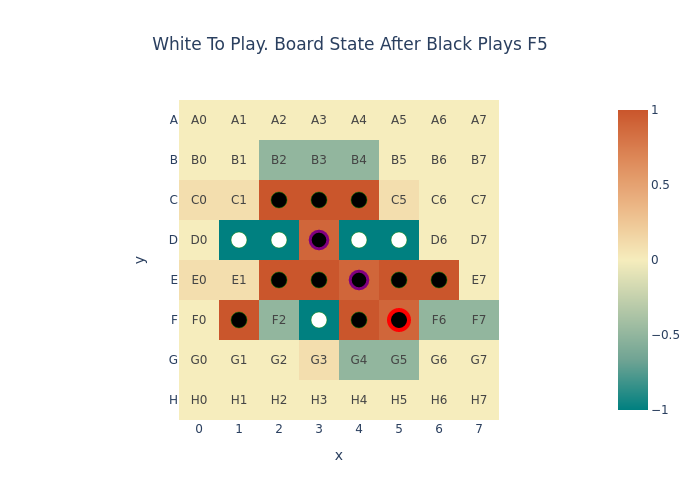 White To Play. Board State After Black Plays F5
A A0 A1 A2 A3 A4 A5 A6 A7
B B0 B1 B2 B3 B4 B5 B6 B7
C C0 C1 C5 C6 C7
D D0 D6 D7
E E0 E1 E7
F F0 F2 F6 F7
G G0 G1 G2 G3 G4 G5 G6 G7
H H0 H1 H2 H3 H4 H5 H6 H7
0 1 2 3 4 5 6 7
x
y
1
0.5
0
−0.5
−1